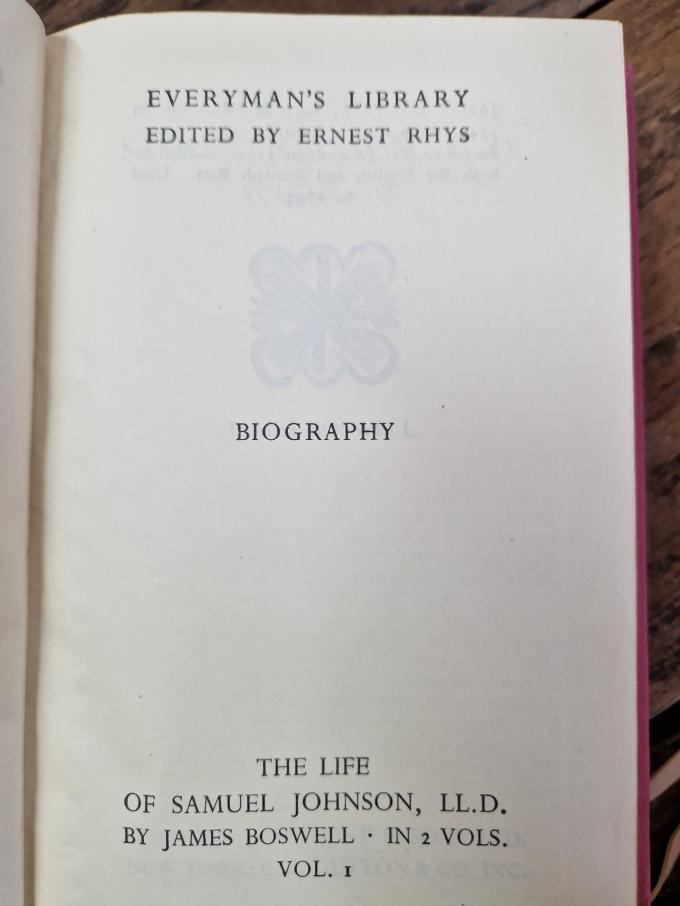 EVERYMAN'S LIBRARY
EDITED BY ERNEST RHYS
BIOGRAPHY
THE LIFE
OF SAMUEL JOHNSON, LL.D.
BY JAMES BOSWELL · IN 2 VOLS.
VOL. 1